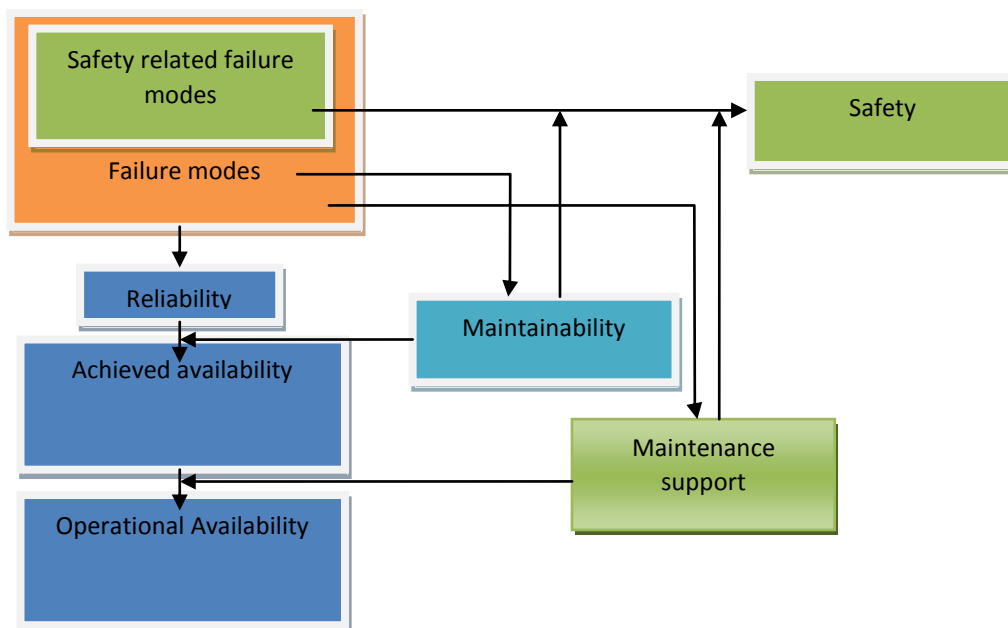 Safety related failure
modes
Safety
Failure modes
Reliability
Maintainability
Achieved availability
Maintenance
support
Operational Availability